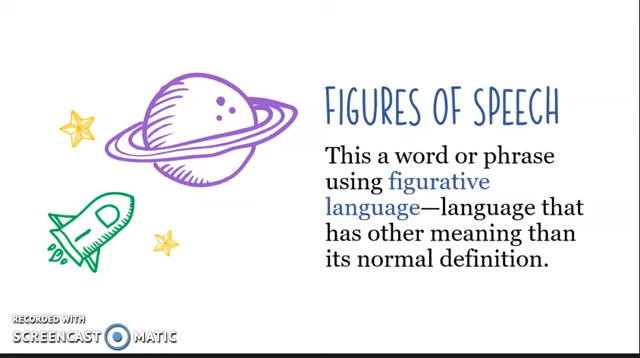 FIGURES OF SPEECH
This a word or phrase
using figurative
language—language that
has other meaning than
its normal definition.
RECORDED WITH
SCREENCAST MATIC